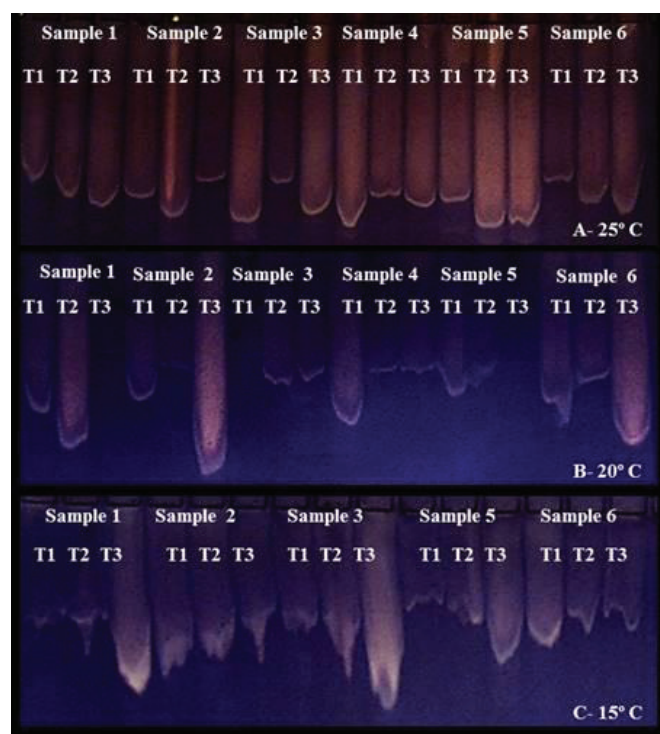 Sample 1 Sample 2 Sample 3 Sample 4 Sample 5 Sample 6
T1 T2 T3 T1 T2 T3 T1 T2 T3 T1 T2 T3 T1 T2 T3 T1 T2 T3
A- 25º C
Sample 1 Sample 2 Sample 3 Sample 4 Sample 5 Sample 6
T1 T2 T3 T1 T2 T3 T1 T2 T3 T1 T2 T3 T1 T2 T3 T1 T2 T3
B- 20º C
Sample 1 Sample 2 Sample 3 Sample 5 Sample 6
T1 T2 T3 T1 T2 T3 T1 T2 T3 T1 T2 T3 T1 T2 T3
C- 15º C